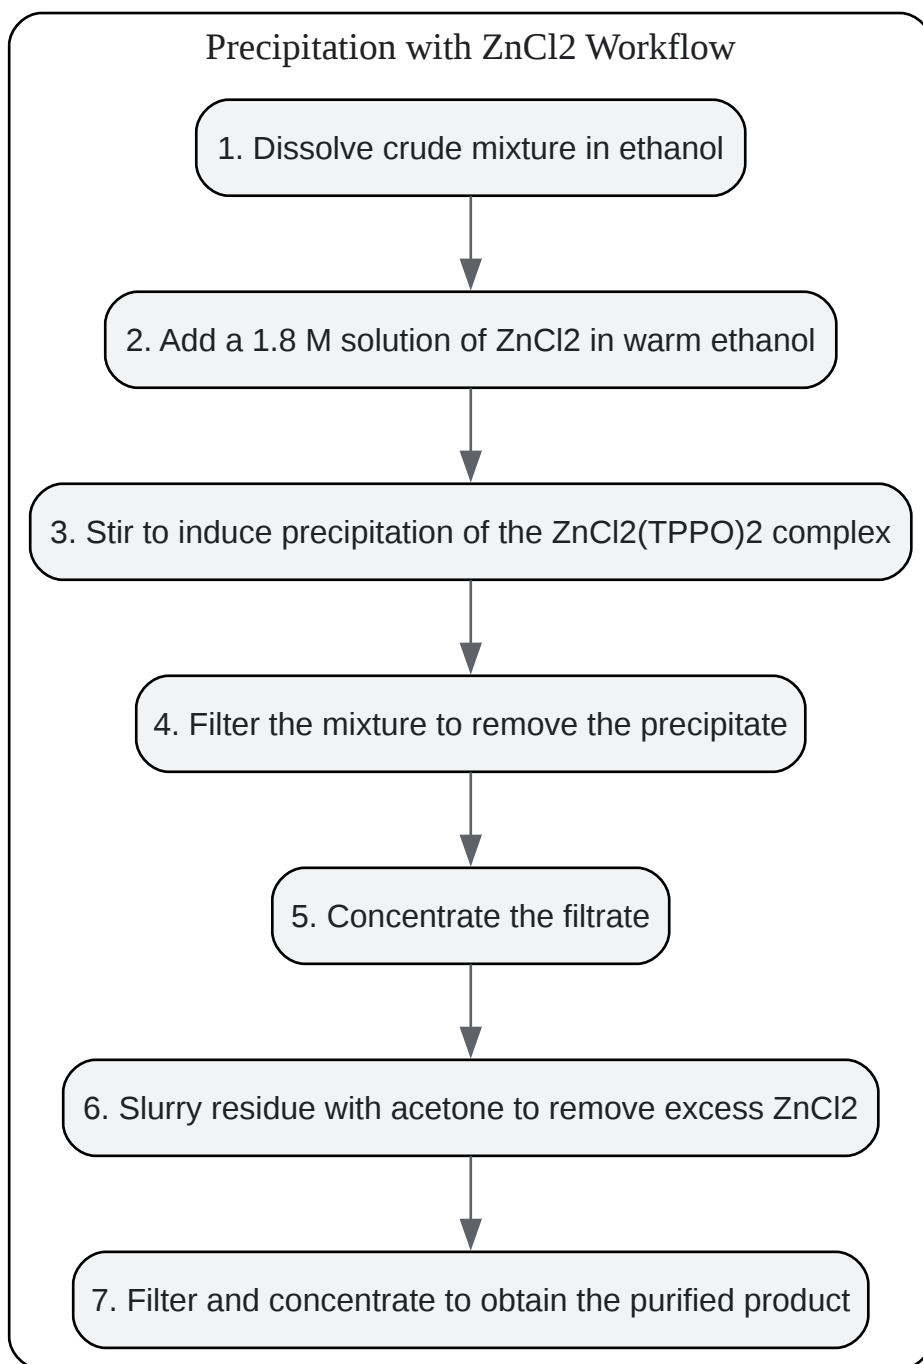 Precipitation with ZnCl2 Workflow
1. Dissolve crude mixture in ethanol
2. Add a 1.8 M solution of ZnCl2 in warm ethanol
3. Stir to induce precipitation of the ZnCl2(TPPO)2 complex
4. Filter the mixture to remove the precipitate
5. Concentrate the filtrate
6. Slurry residue with acetone to remove excess ZnCl2
7. Filter and concentrate to obtain the purified product